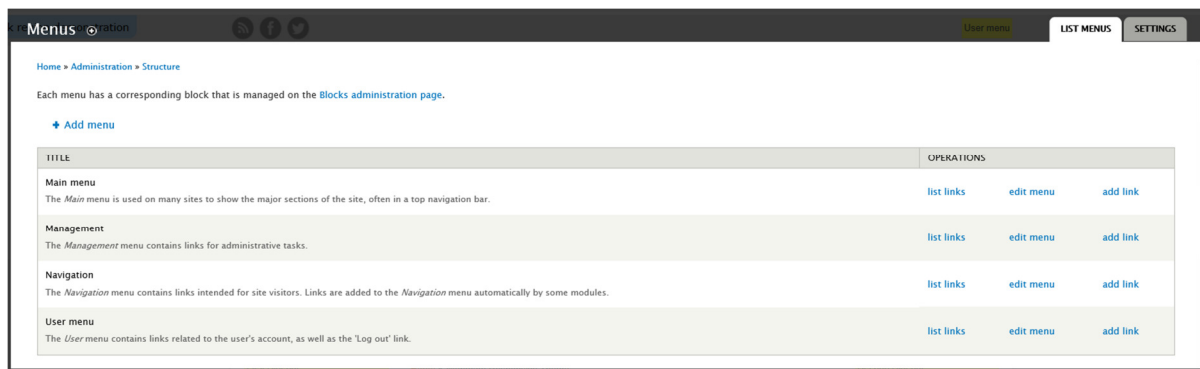 Menus
User menu
LIST MENUS
SETTINGS
Home » Administration » Structure
Each menu has a corresponding block that is managed on the Blocks administration page.
+ Add menu
TITLE OPERATIONS
Main menu
The Main menu is used on many sites to show the major sections of the site, often in a top navigation bar.
list links edit menu add link
Management
The Management menu contains links for administrative tasks.
list links edit menu add link
Navigation
The Navigation menu contains links intended for site visitors. Links are added to the Navigation menu automatically by some modules.
list links edit menu add link
User menu
The User menu contains links related to the user's account, as well as the 'Log out' link.
list links edit menu add link